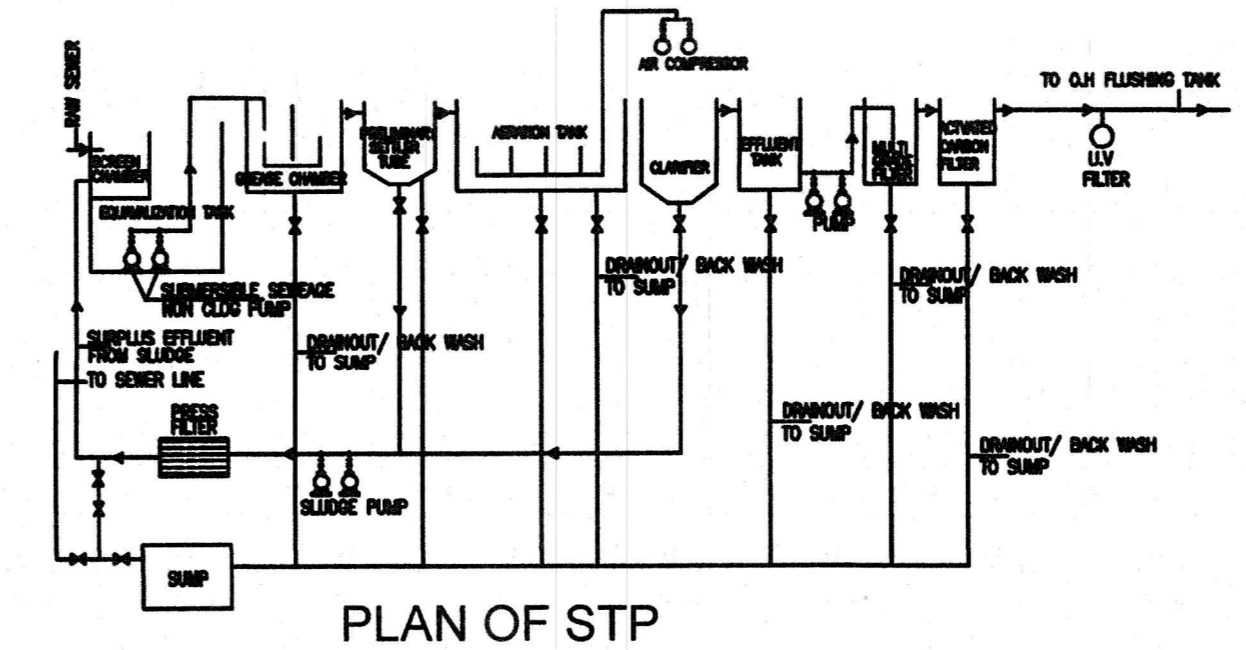 RAW SEWER
SCREEN
CHAMBER
EQUAVALIZATION TANK
SUBMERSIBLE SEWEAGE
NON CLOG PUMP
SURPLUS EFFLUENT
FROM SLUDGE
TO SEWER LINE
PRESS
FILTER
SUMP
GREASE CHAMBER
DRAINOUT/ BACK WASH
TO SUMP
SLUDGE PUMP
PRELIMINAR
SETTLER
TUBE
AERATION TANK
AIR COMPRESSOR
DRAINOUT/ BACK WASH
TO SUMP
CLARIFIER
EFFLUENT
TANK
PUMP
DRAINOUT/ BACK WASH
TO SUMP
MULTI
GRADE
FILTER
DRAINOUT/ BACK WASH
TO SUMP
ACTIVATED
CARBON
FILTER
DRAINOUT/ BACK WASH
TO SUMP
TO O.H FLUSHING TANK
U.V
FILTER
PLAN OF STP